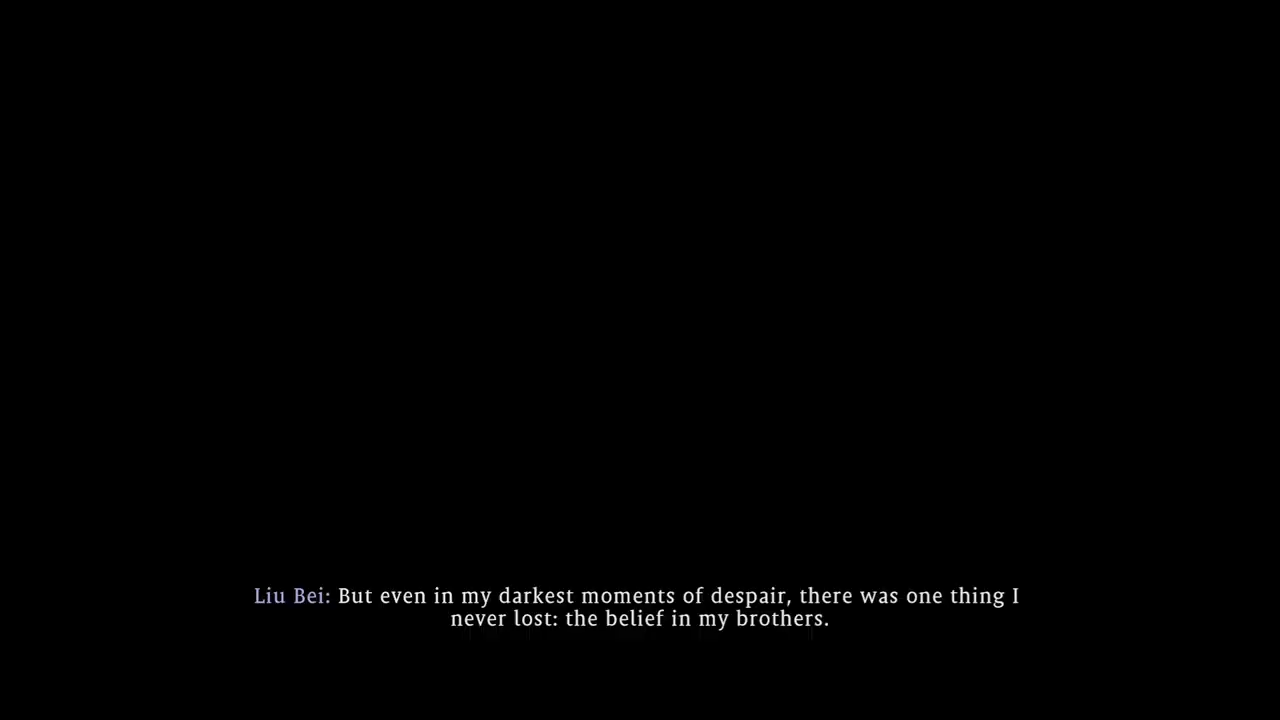 Liu Bei: But even in my darkest moments of despair, there was one thing I
never lost: the belief in my brothers.